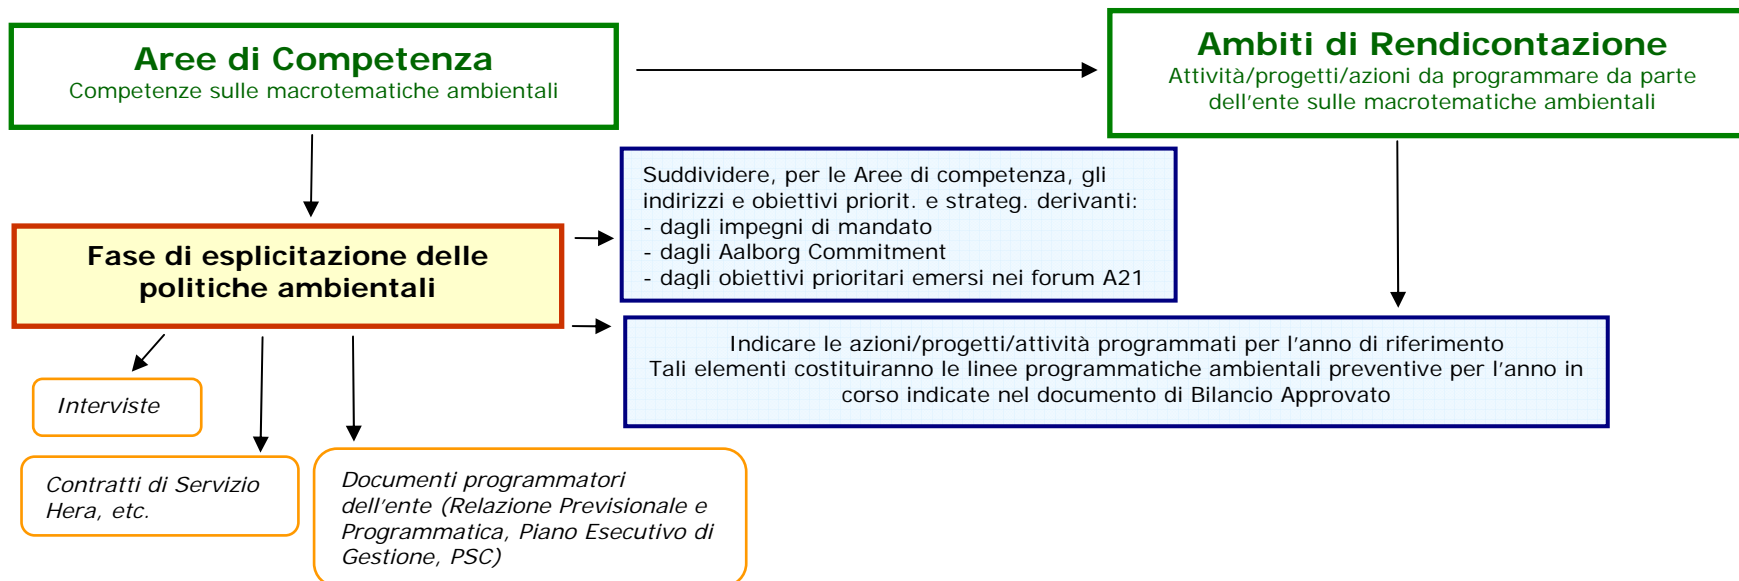 Aree di Competenza
Competenze sulle macrotematiche ambientali
Ambiti di Rendicontazione
Attività/progetti/azioni da programmare da parte
dell'ente sulle macrotematiche ambientali
Suddividere, per le Aree di competenza, gli
indirizzi e obiettivi priorit. e strateg. derivanti:
- dagli impegni di mandato
- dagli Aalborg Commitment
- dagli obiettivi prioritari emersi nei forum A21
Fase di esplicitazione delle
politiche ambientali
Indicare le azioni/progetti/attività programmati per l'anno di riferimento
Tali elementi costituiranno le linee programmatiche ambientali preventive per l'anno in
corso indicate nel documento di Bilancio Approvato
Interviste
Contratti di Servizio
Hera, etc.
Documenti programmatori
dell'ente (Relazione Previsionale e
Programmatica, Piano Esecutivo di
Gestione, PSC)